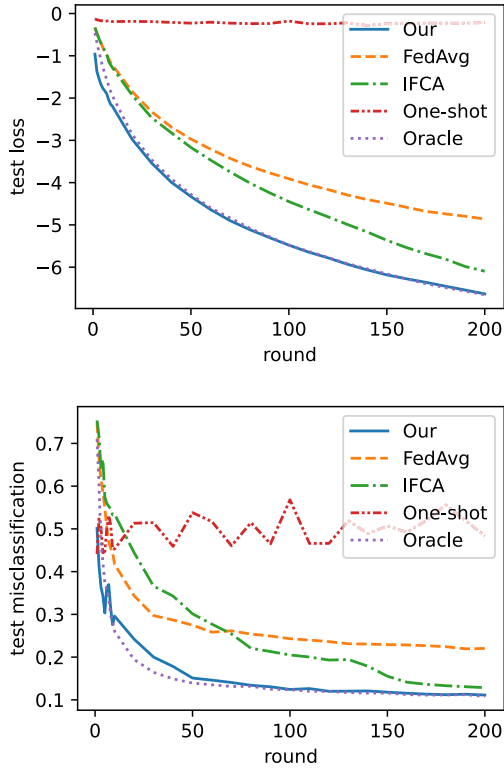 0
−1
−2
−3
−4
−5
−6
test loss
0
50
100
150
200
round
Our
FedAvg
IFCA
One-shot
Oracle
0.7
0.6
0.5
0.4
0.3
0.2
0.1
test misclassification
0
50
100
150
200
round
Our
FedAvg
IFCA
One-shot
Oracle